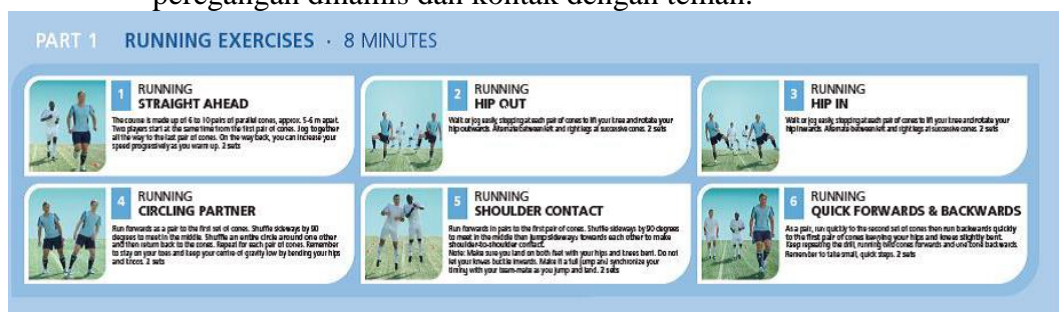 peregangan dinamis dan kontak dengan teman.
PART 1 RUNNING EXERCISES · 8 MINUTES
1 RUNNING
STRAIGHT AHEAD
The course is made up of 6 to 10 pairs of parallel cones, approx. 5-6 m apart.
Two players start at the same time from the first pair of cones. Jog together
all the way to the last pair of cones. On the way back, you can increase your
speed progressively as you warm up. 2 sets
2 RUNNING
HIP OUT
Walk or jog easily, stopping at each pair of cones to lift your knee and rotate your
hip outwards. Alternate between left and right legs at successive cones. 2 sets
3 RUNNING
HIP IN
Walk or jog easily, stopping at each pair of cones to lift your knee and rotate your
hip inwards. Alternate between left and right legs at successive cones. 2 sets
4 RUNNING
CIRCLING PARTNER
Run forwards as a pair to the first set of cones. Shuffle sideways by 90
degrees to meet in the middle. Shuffle an entire circle around one other
and then return back to the cones. Repeat for each pair of cones. Remember
to stay on your toes and keep your centre of gravity low by bending your hips
and knees. 2 sets
5 RUNNING
SHOULDER CONTACT
Run forwards in pairs to the first pair of cones. Shuffle sideways by 90 degrees
to meet in the middle then jump sideways towards each other to make
shoulder-to-shoulder contact.
Note: Make sure you land on both feet with your hips and knees bent. Do not
let your knees buckle inwards. Make it a full jump and synchronize your
timing with your team-mate as you jump and land. 2 sets
6 RUNNING
QUICK FORWARDS & BACKWARDS
As a pair, run quickly to the second set of cones then run backwards quickly
to the first pair of cones keeping your hips and knees slightly bent.
Keep repeating the drill, running two cones forwards and one cone backwards.
Remember to take small, quick steps. 2 sets